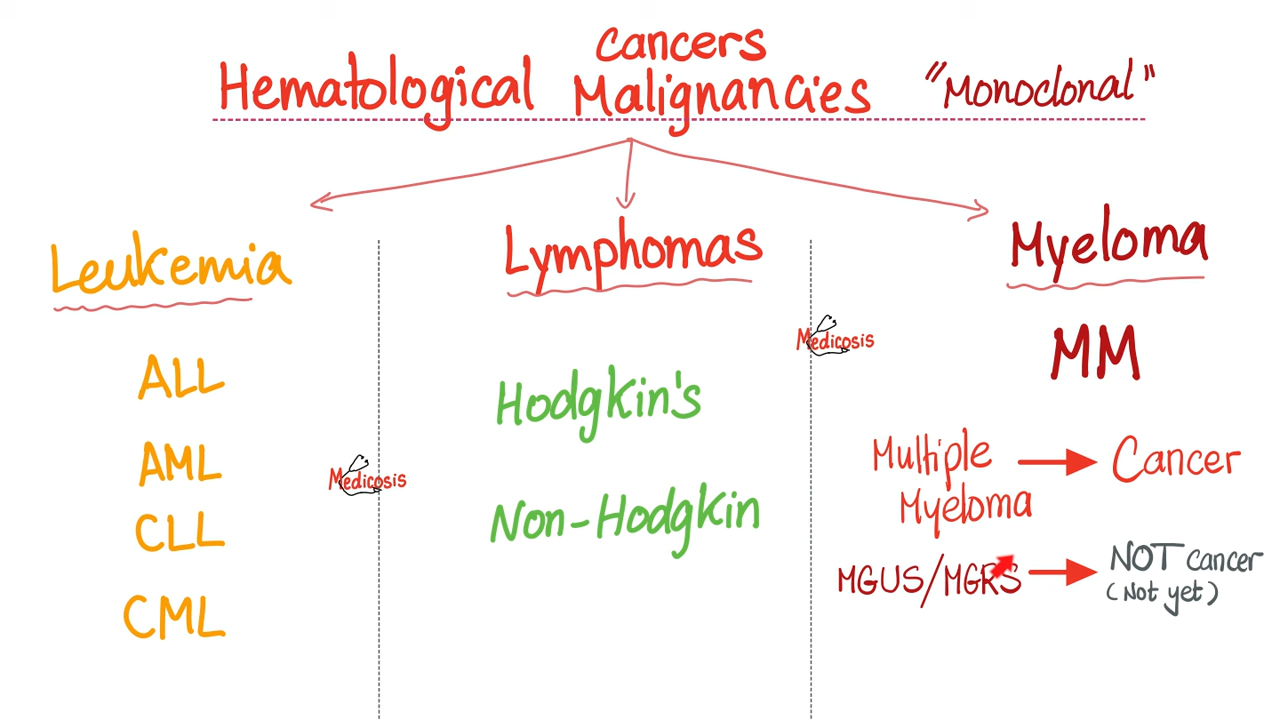 Cancers
Hematological Malignancies "Monoclonal"
Leukemia
ALL
AML
CLL
CML
Medicosis
Lymphomas
Hodgkin's
Non-Hodgkin
Medicosis
Myeloma
MM
Multiple Myeloma → Cancer
MGUS/MGRS → NOT cancer
(Not yet)